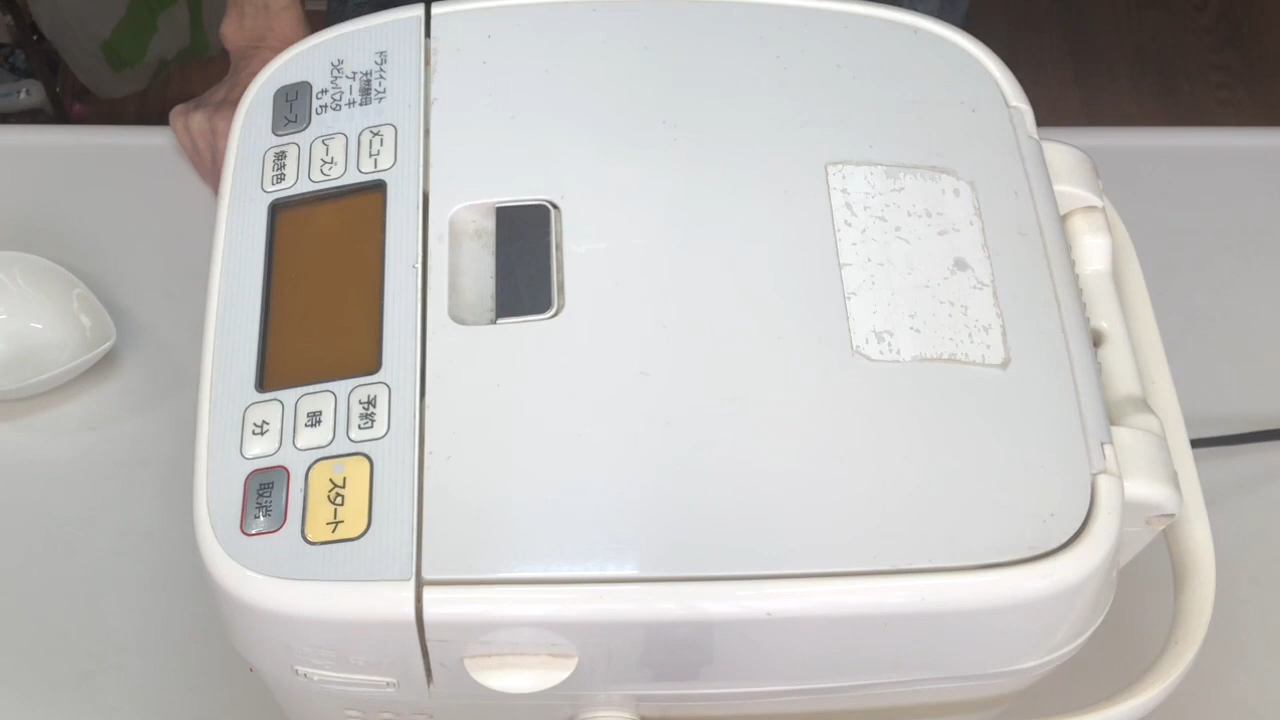 ドライイースト
天然酵母
ケーキ
うどん/パスタ
もち
コース
メニュー
レーズン
焼き色
予約
時
分
スタート
取消